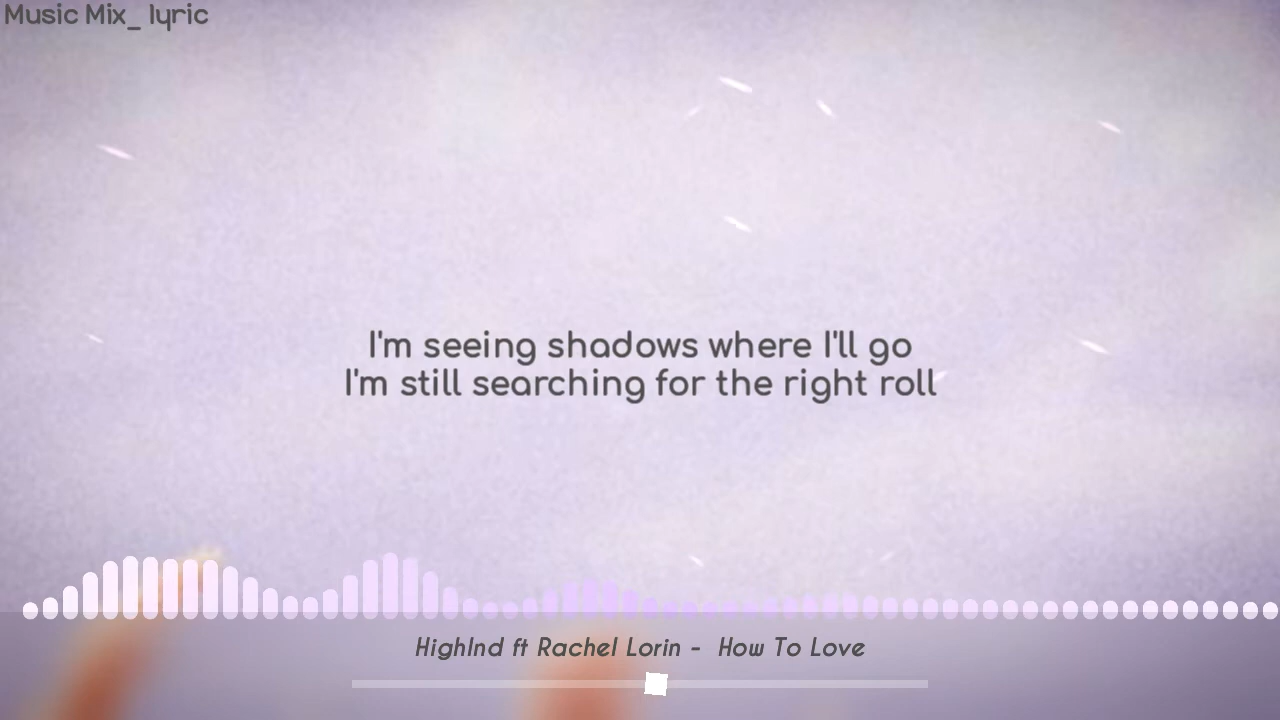 Music Mix_ lyric
I'm seeing shadows where I'll go
I'm still searching for the right roll
Highlnd ft Rachel Lorin - How To Love